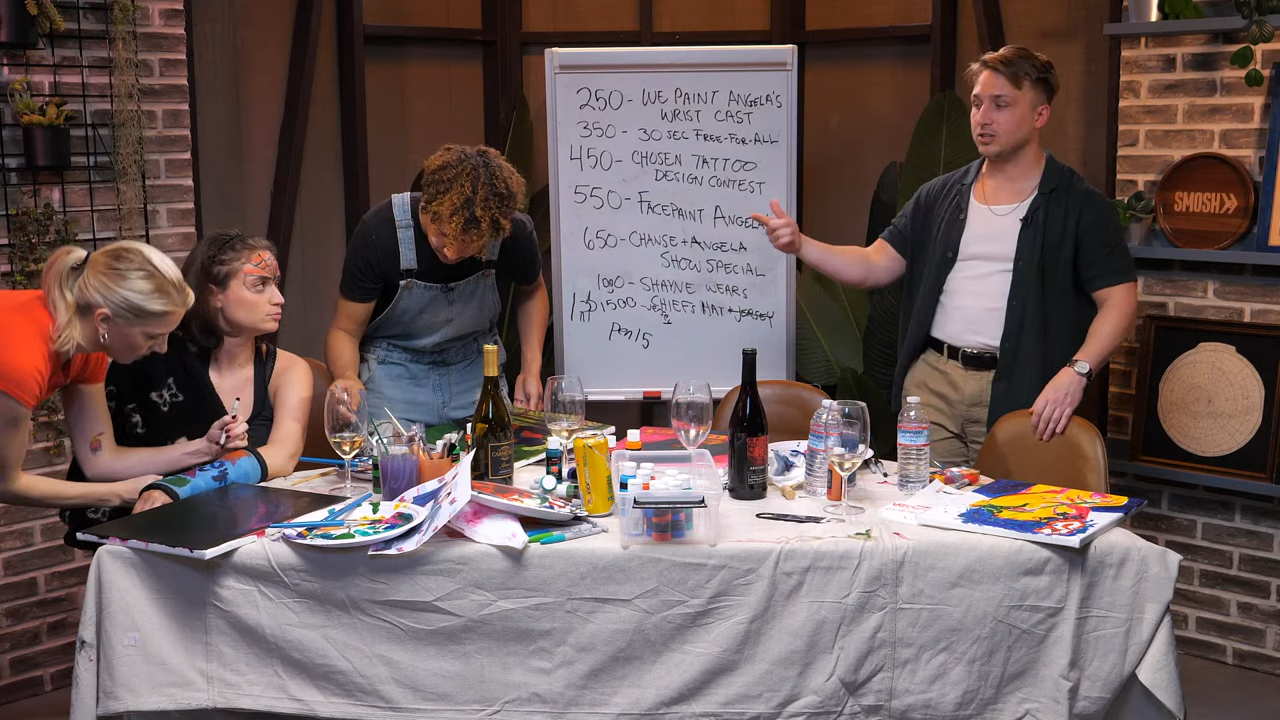 250- WE PAINT ANGELA'S
WRIST CAST
350- 30 SEC FREE-FOR-ALL
450- CHOSEN TATTOO
DESIGN CONTEST
550- FACEPAINT ANGELA
650- CHANSE + ANGELA
SHOW SPECIAL
1000- SHAYNE WEARS
$1500- CHIEFS HAT + JERSEY
Pen15
SMOSH